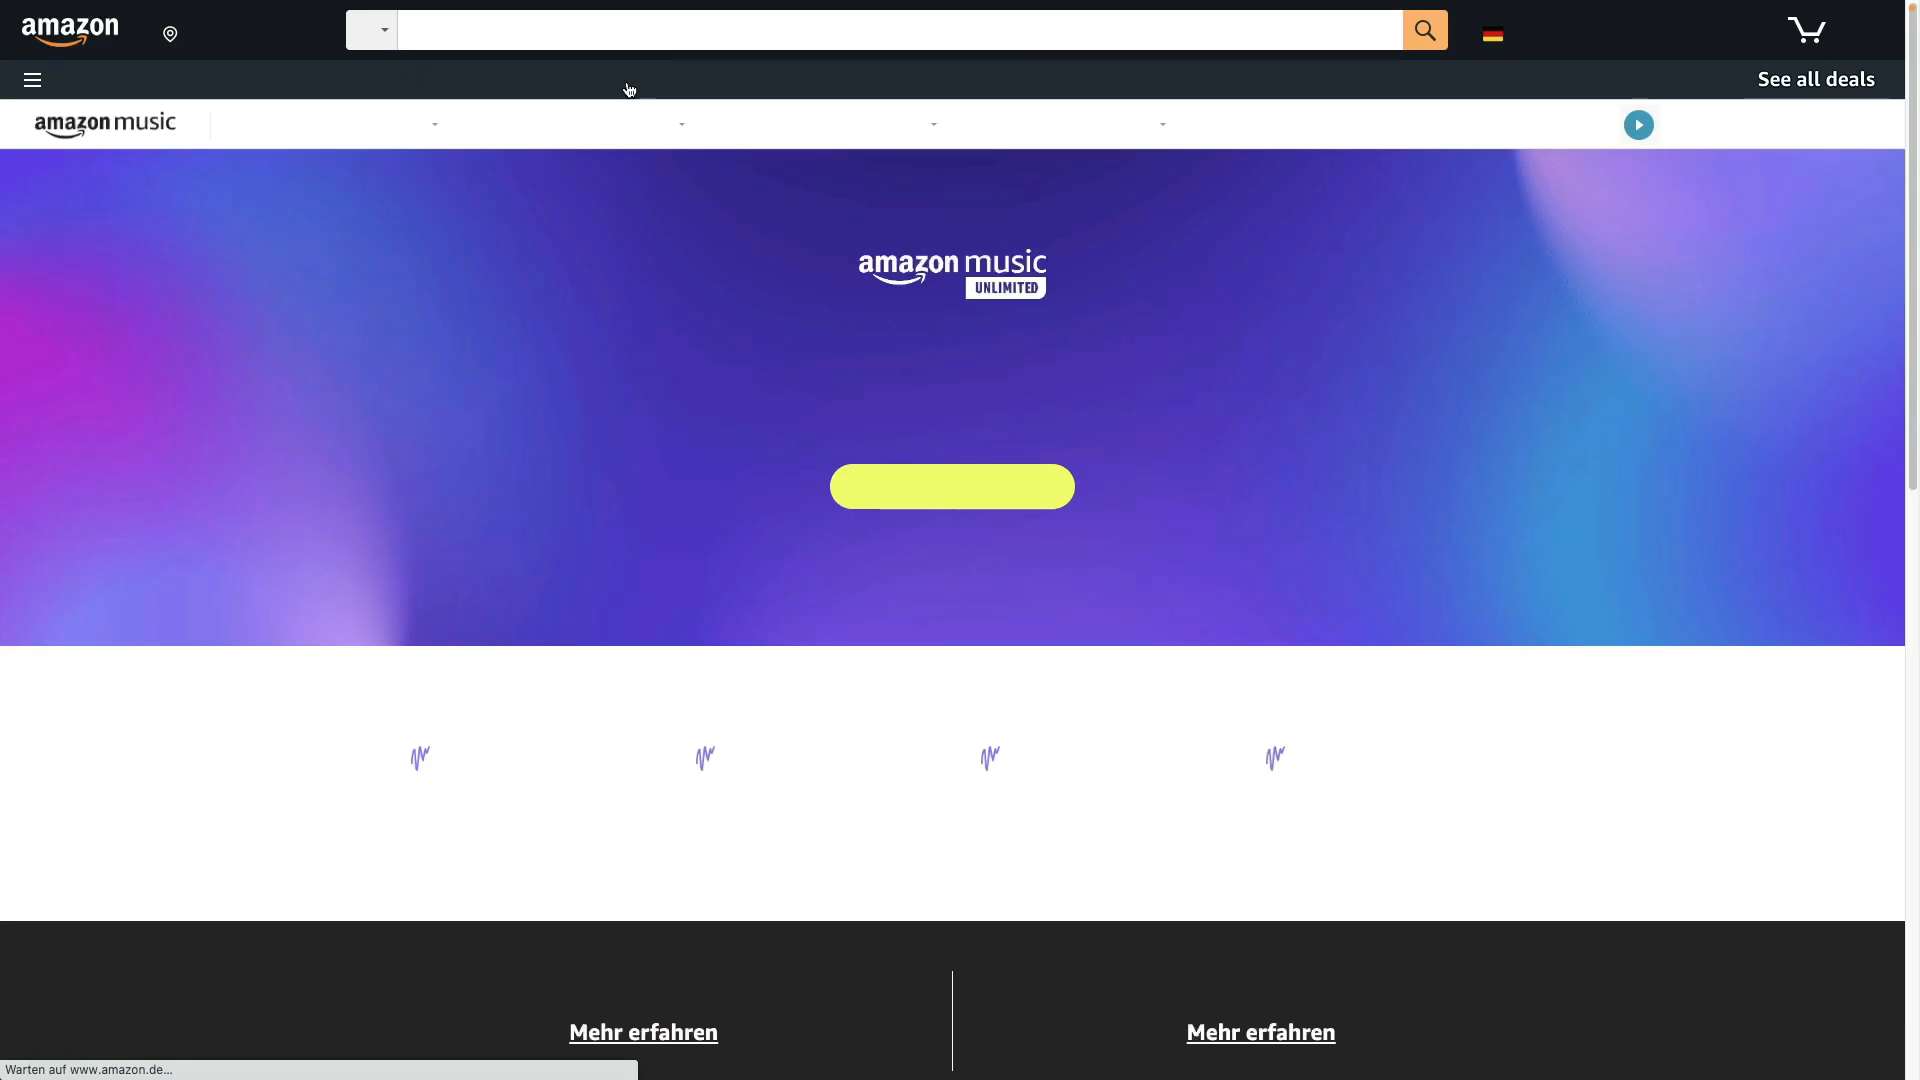 amazon
See all deals
amazon music
amazon music
UNLIMITED
Mehr erfahren
Mehr erfahren
Warten auf www.amazon.de...